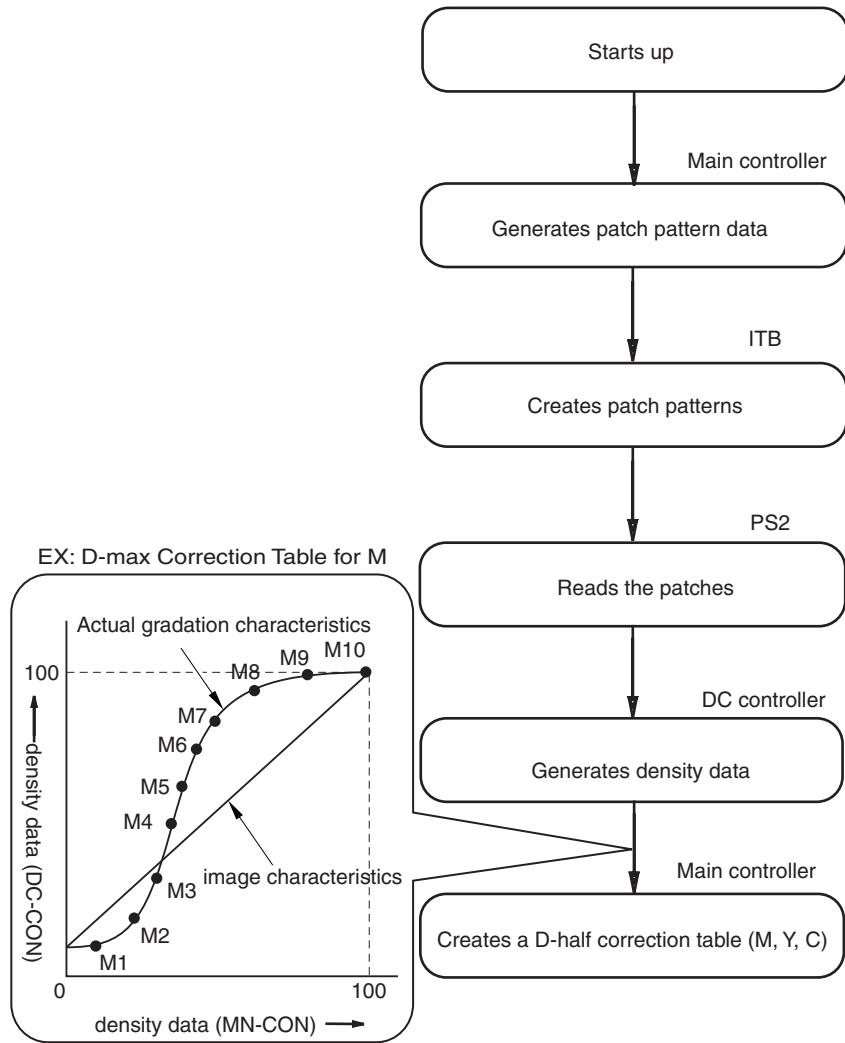 Starts up
Main controller
Generates patch pattern data
ITB
Creates patch patterns
PS2
Reads the patches
DC controller
Generates density data
Main controller
Creates a D-half correction table (M, Y, C)
EX: D-max Correction Table for M
Actual gradation characteristics
100
M10
M9
M8
M7
M6
M5
M4
M3
M2
M1
image characteristics
density data (DC-CON)
0
100
density data (MN-CON)